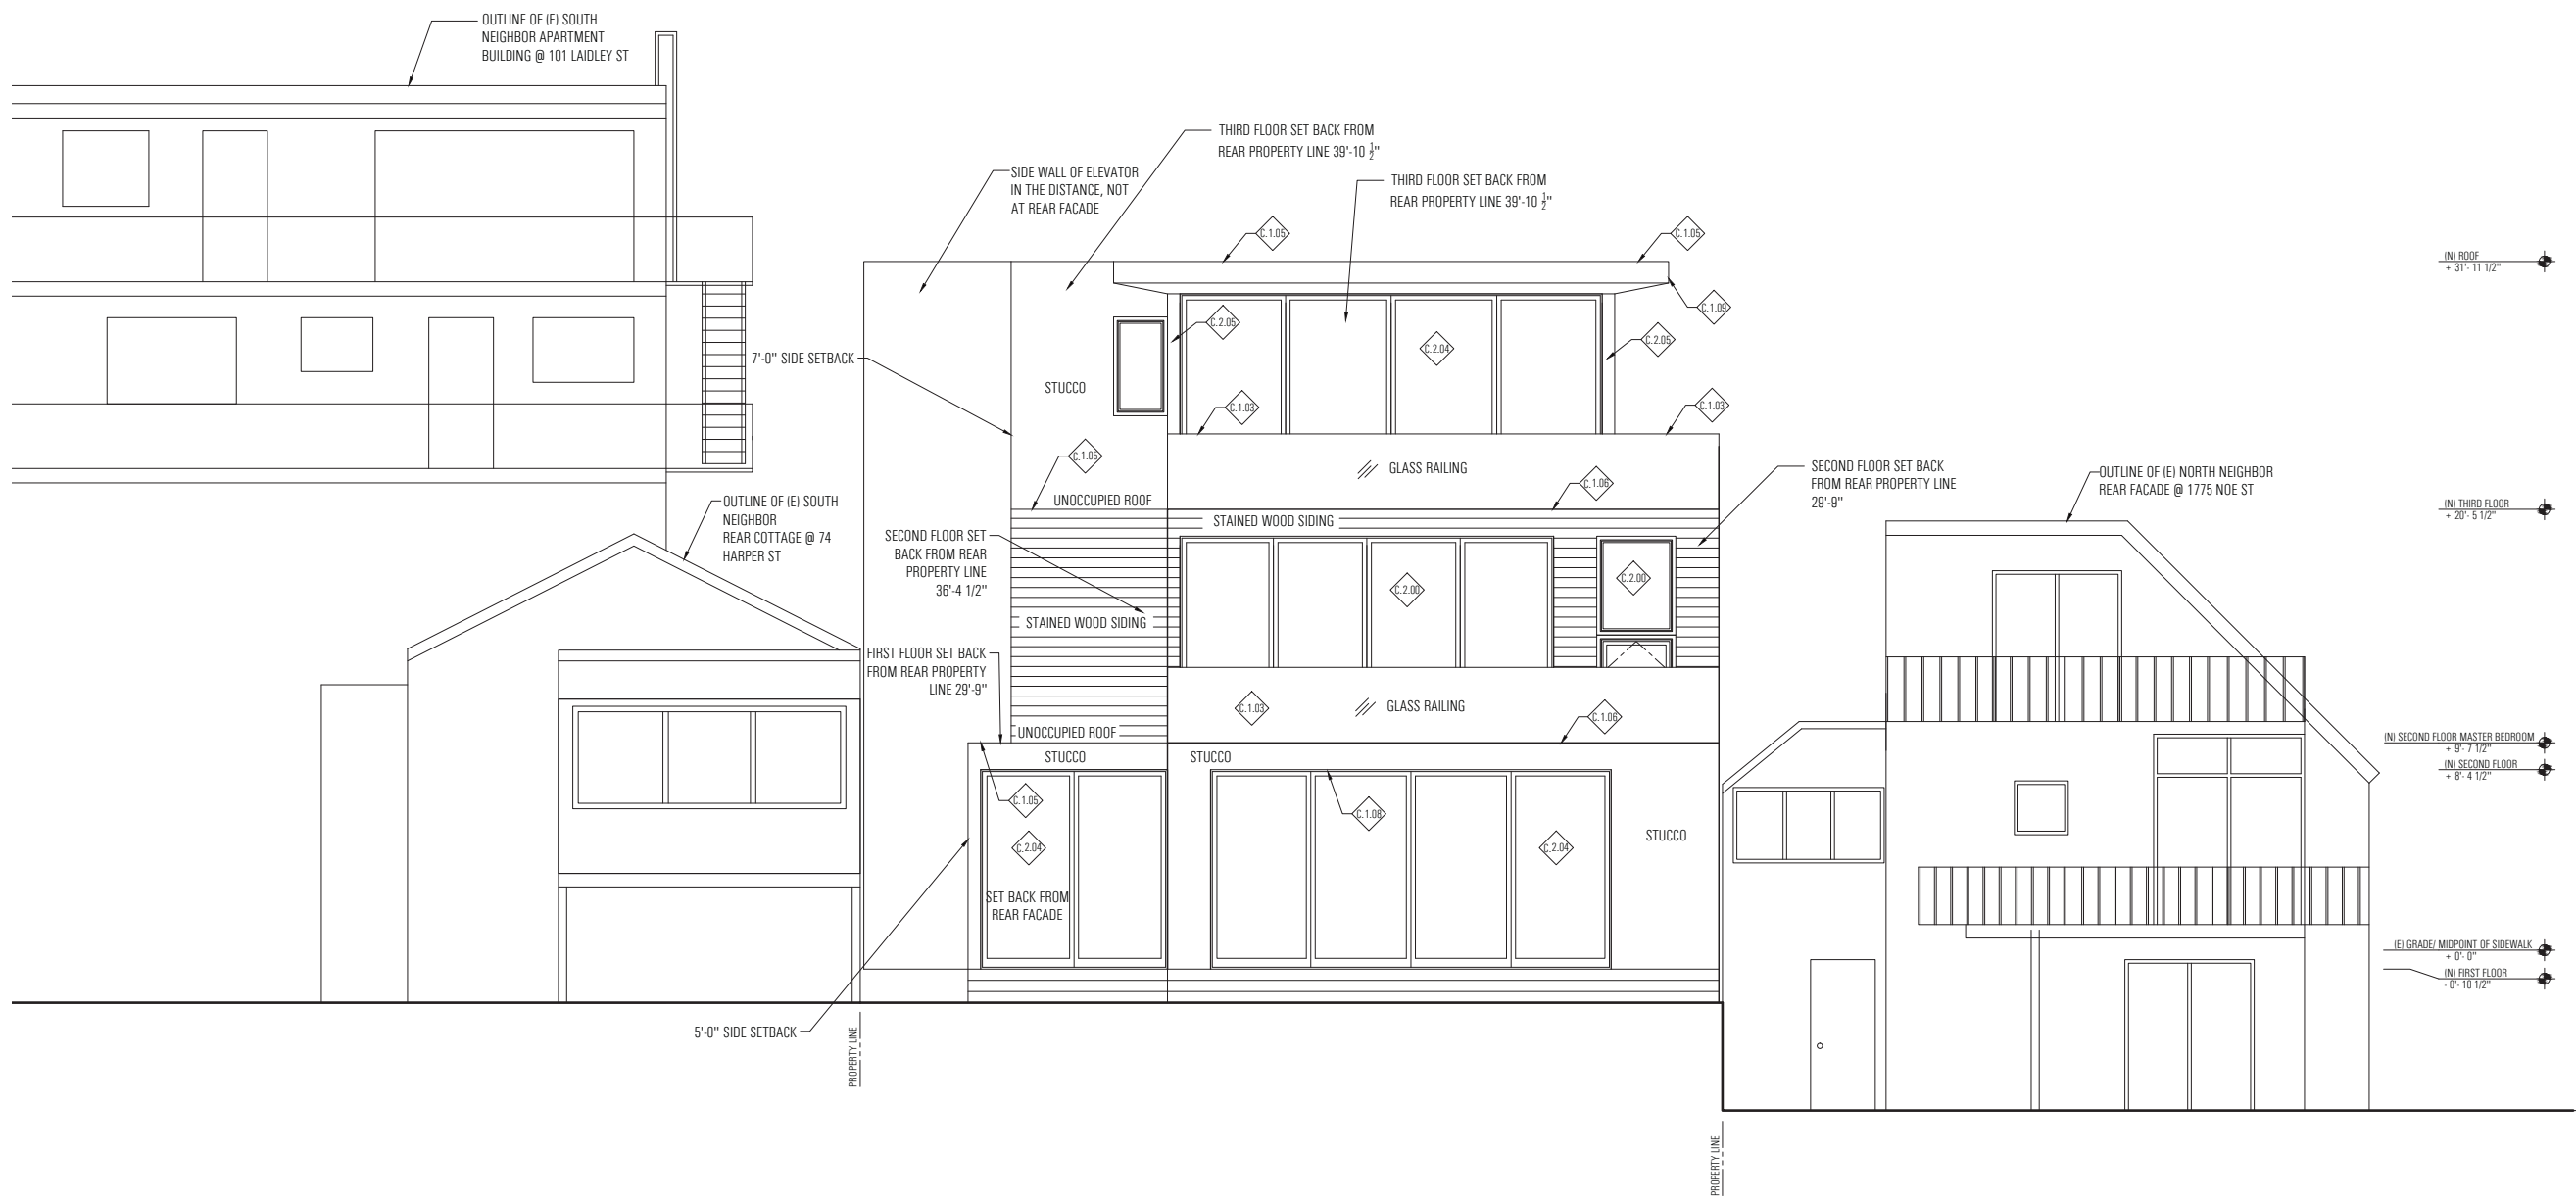 OUTLINE OF (E) SOUTH
NEIGHBOR APARTMENT
BUILDING @ 101 LAIDLEY ST
THIRD FLOOR SET BACK FROM
REAR PROPERTY LINE 39'-10 1/2"
SIDE WALL OF ELEVATOR
IN THE DISTANCE, NOT
AT REAR FACADE
THIRD FLOOR SET BACK FROM
REAR PROPERTY LINE 39'-10 1/2"
C.1.05
C.1.05
(N) ROOF
+ 31'- 11 1/2"
C.1.09
C.2.05
C.2.04
C.2.05
7'-0" SIDE SETBACK
STUCCO
C.1.03
C.1.03
C.1.05
GLASS RAILING
C.1.06
UNOCCUPIED ROOF
SECOND FLOOR SET BACK
FROM REAR PROPERTY LINE
29'-9"
OUTLINE OF (E) NORTH NEIGHBOR
REAR FACADE @ 1775 NOE ST
(N) THIRD FLOOR
+ 20'- 5 1/2"
OUTLINE OF (E) SOUTH
NEIGHBOR
REAR COTTAGE @ 74
HARPER ST
STAINED WOOD SIDING
SECOND FLOOR SET
BACK FROM REAR
PROPERTY LINE
36'-4 1/2"
C.2.00
C.2.00
STAINED WOOD SIDING
FIRST FLOOR SET BACK
FROM REAR PROPERTY
LINE 29'-9"
C.1.03
GLASS RAILING
C.1.06
UNOCCUPIED ROOF
(N) SECOND FLOOR MASTER BEDROOM
+ 9'- 7 1/2"
(N) SECOND FLOOR
+ 8'- 4 1/2"
STUCCO
STUCCO
C.1.05
C.1.08
C.2.04
C.2.04
STUCCO
SET BACK FROM
REAR FACADE
(E) GRADE/ MIDPOINT OF SIDEWALK
+ 0'- 0"
(N) FIRST FLOOR
- 0'- 10 1/2"
5'-0" SIDE SETBACK
PROPERTY LINE
PROPERTY LINE